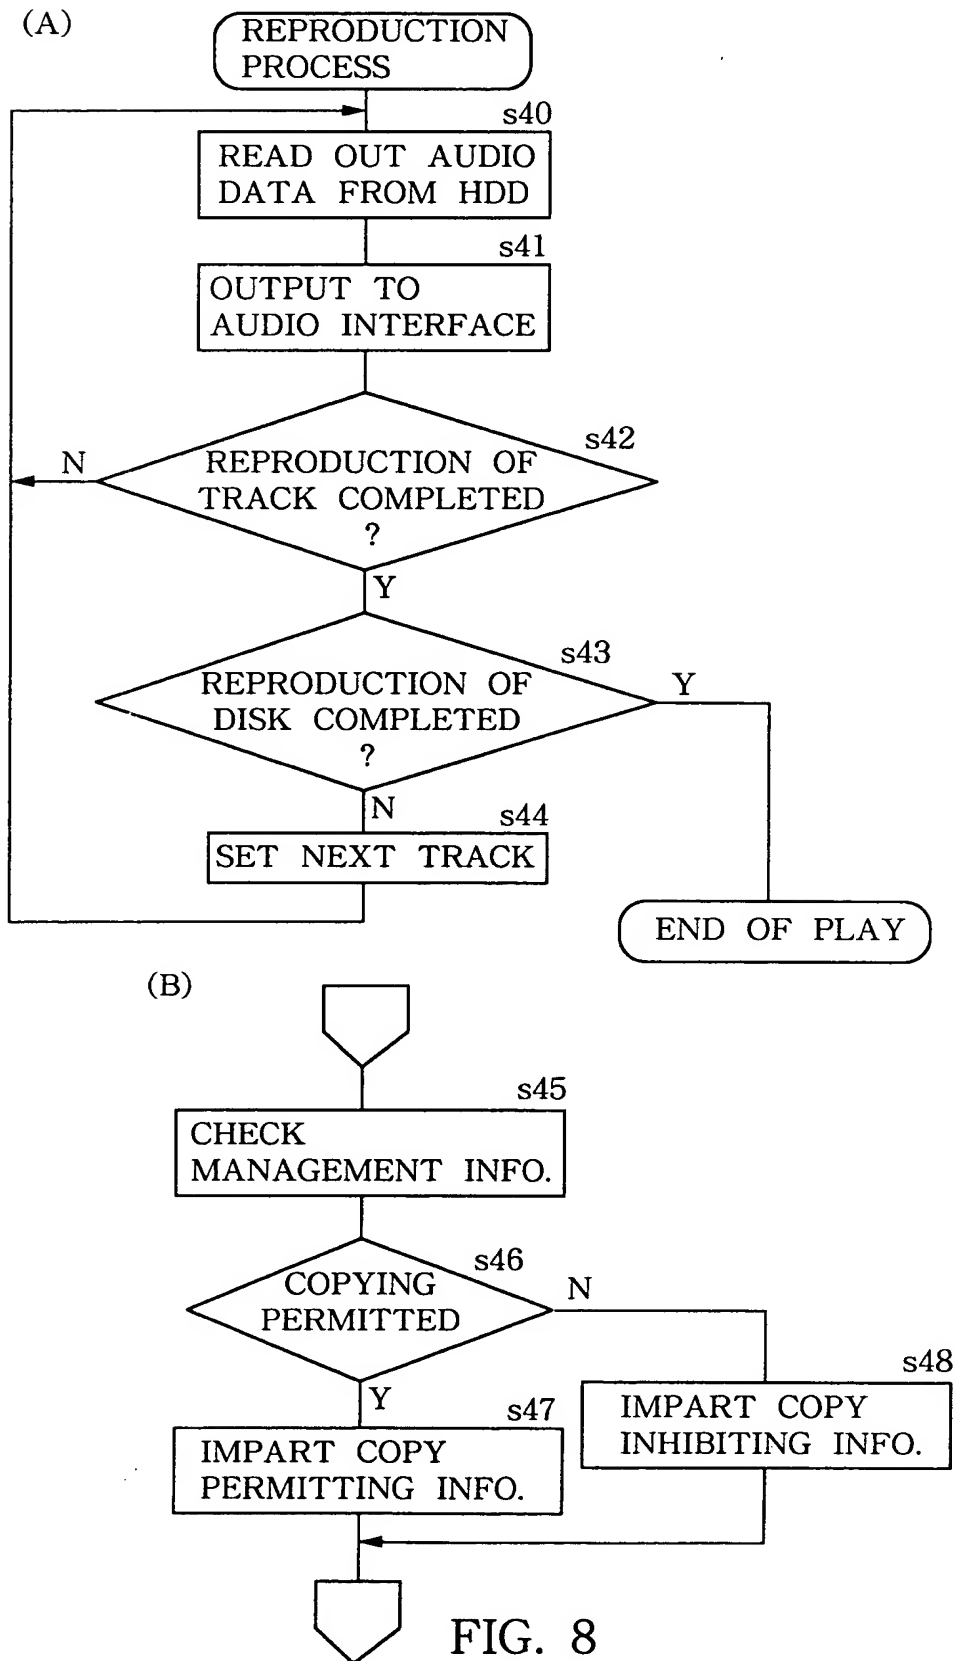 (A)
REPRODUCTION
PROCESS
s40
READ OUT AUDIO
DATA FROM HDD
s41
OUTPUT TO
AUDIO INTERFACE
s42
N
REPRODUCTION OF
TRACK COMPLETED
?
Y
s43
REPRODUCTION OF
DISK COMPLETED
?
Y
N
s44
SET NEXT TRACK
END OF PLAY
(B)
s45
CHECK
MANAGEMENT INFO.
s46
COPYING
PERMITTED
N
Y
s47
IMPART COPY
PERMITTING INFO.
s48
IMPART COPY
INHIBITING INFO.
FIG. 8